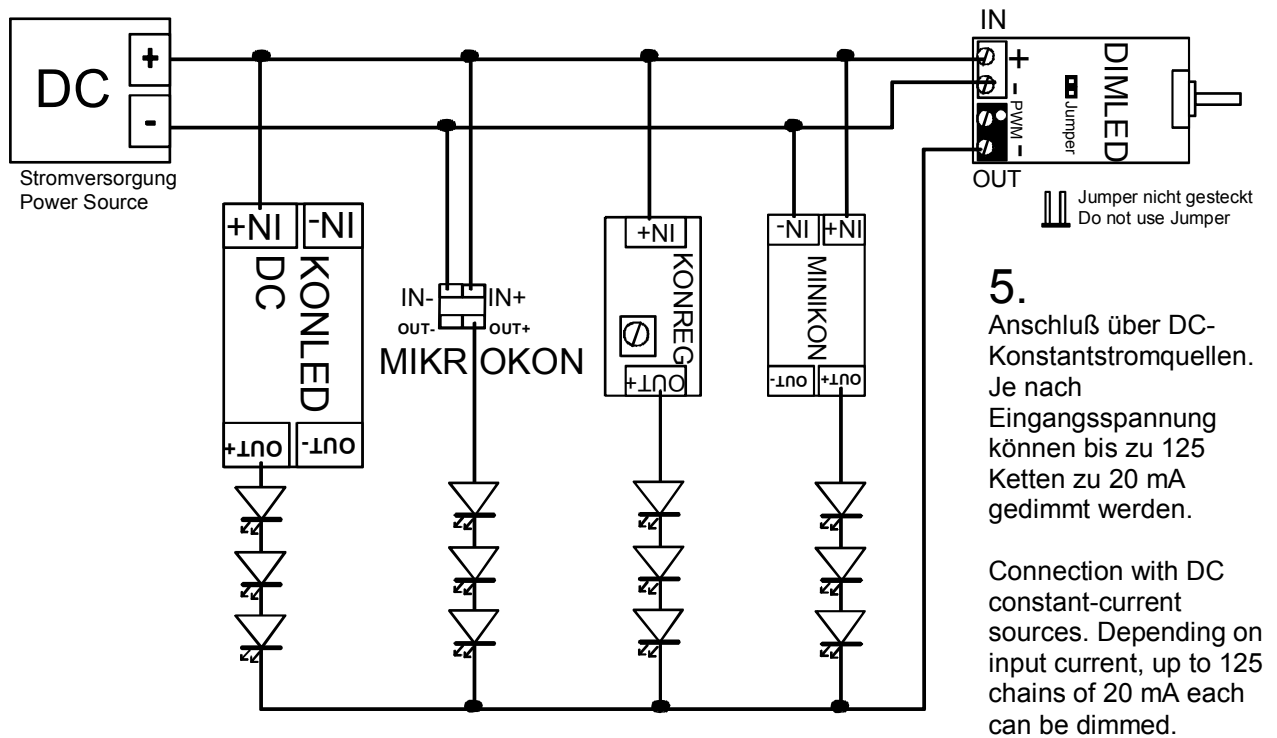 DC
+
-
Stromversorgung
Power Source
IN
+
-
PWM
-
Jumper
DIMLED
OUT
Jumper nicht gesteckt
Do not use Jumper
IN+ IN-
KONLED
DC
OUT+ OUT-
IN- IN+
OUT- OUT+
MIKR OKON
IN+
KONREG
OUT+
IN- IN+
MINIKON
OUT- OUT+
5.
Anschluß über DC-
Konstantstromquellen.
Je nach
Eingangsspannung
können bis zu 125
Ketten zu 20 mA
gedimmt werden.
Connection with DC
constant-current
sources. Depending on
input current, up to 125
chains of 20 mA each
can be dimmed.